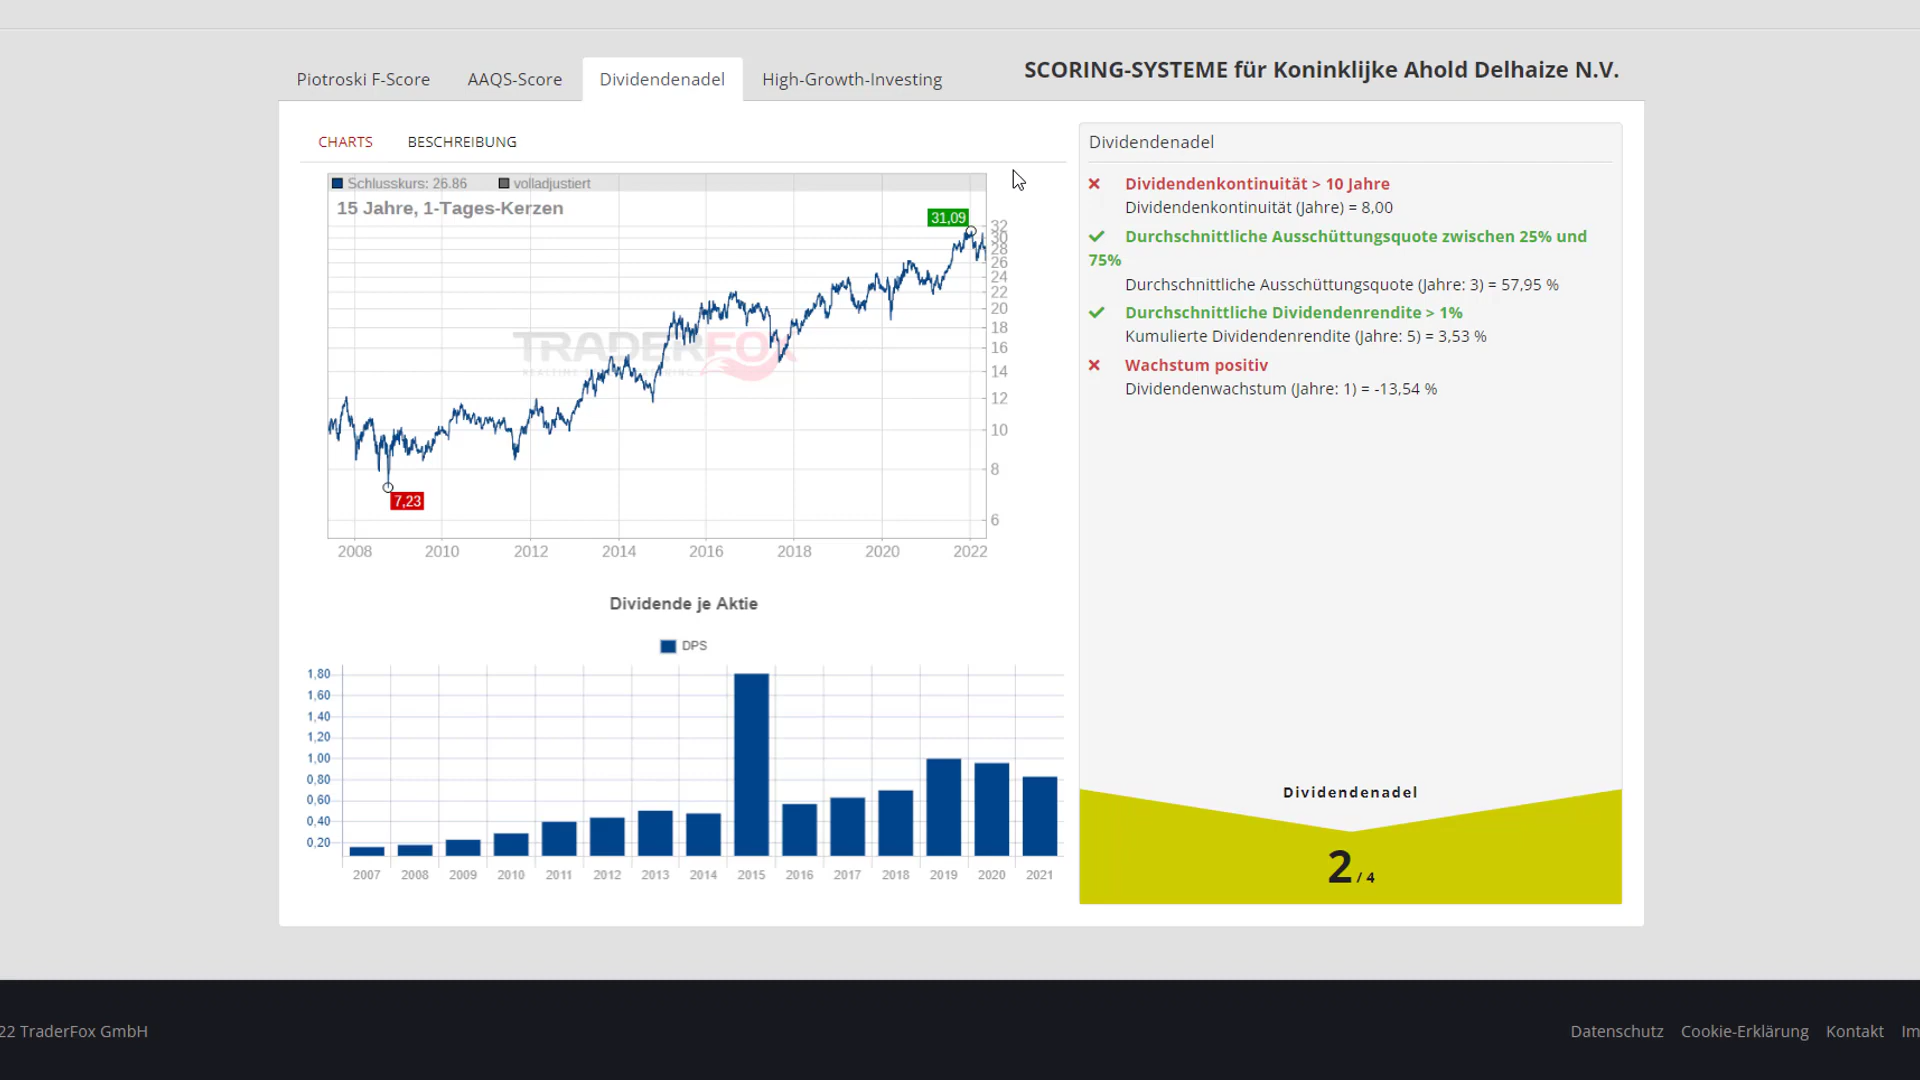 Piotroski F-Score AAQS-Score Dividendenadel High-Growth-Investing SCORING-SYSTEME für Koninklijke Ahold Delhaize N.V.
CHARTS BESCHREIBUNG
Schlusskurs: 26.86 volladjustiert
15 Jahre, 1-Tages-Kerzen
31,09
32
30
28
26
24
22
20
18
TRADERFOX
16
14
12
10
8
7,23
6
2008 2010 2012 2014 2016 2018 2020 2022
Dividende je Aktie
DPS
1,80
1,60
1,40
1,20
1,00
0,80
0,60
0,40
0,20
2007 2008 2009 2010 2011 2012 2013 2014 2015 2016 2017 2018 2019 2020 2021
Dividendenadel
Dividendenkontinuität > 10 Jahre
Dividendenkontinuität (Jahre) = 8,00
Durchschnittliche Ausschüttungsquote zwischen 25% und
75%
Durchschnittliche Ausschüttungsquote (Jahre: 3) = 57,95 %
Durchschnittliche Dividendenrendite > 1%
Kumulierte Dividendenrendite (Jahre: 5) = 3,53 %
Wachstum positiv
Dividendenwachstum (Jahre: 1) = -13,54 %
Dividendenadel
2 / 4
22 TraderFox GmbH Datenschutz Cookie-Erklärung Kontakt Im